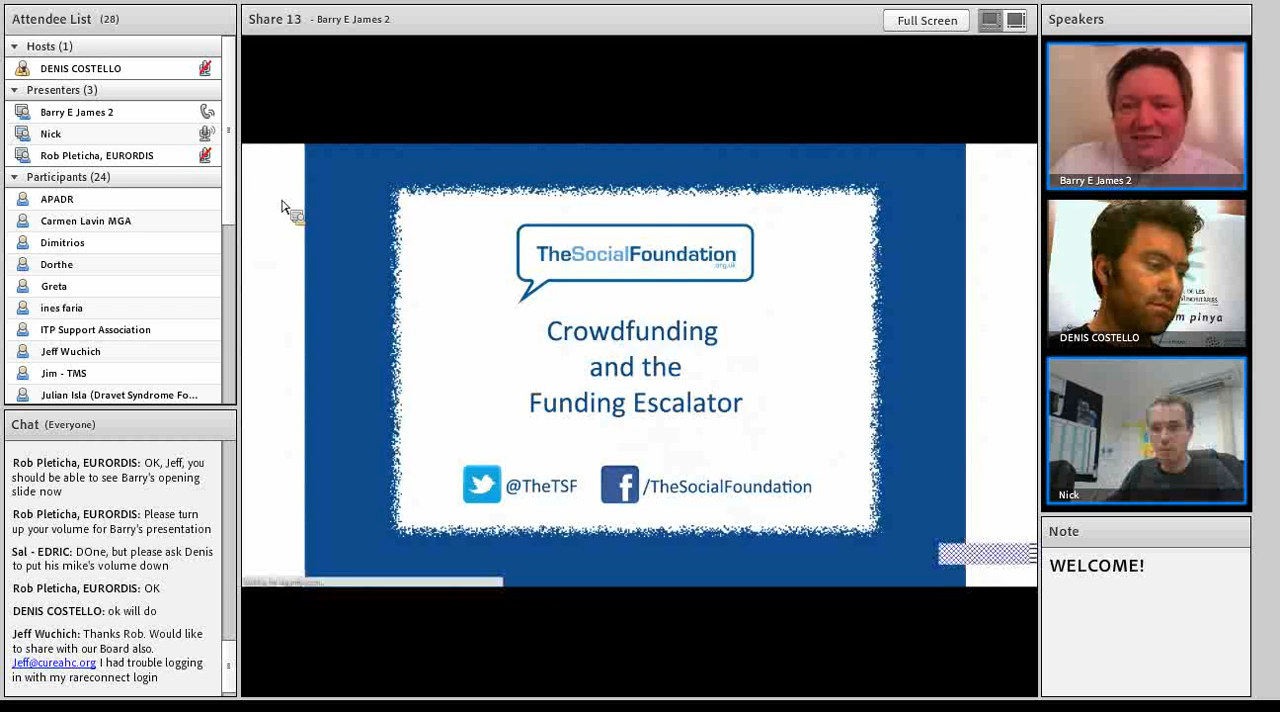 Attendee List (28)
Hosts (1)
DENIS COSTELLO
Presenters (3)
Barry E James 2
Nick
Rob Pleticha, EURORDIS
Participants (24)
APADR
Carmen Lavin MGA
Dimitrios
Dorthe
Greta
ines faria
ITP Support Association
Jeff Wuchich
Jim - TMS
Julian Isla (Dravet Syndrome Fo...
Chat (Everyone)
Rob Pleticha, EURORDIS: OK, Jeff, you
should be able to see Barry's opening
slide now
Rob Pleticha, EURORDIS: Please turn
up your volume for Barry's presentation
Sal - EDRIC: DOne, but please ask Denis
to put his mike's volume down
Rob Pleticha, EURORDIS: OK
DENIS COSTELLO: ok will do
Jeff Wuchich: Thanks Rob. Would like
to share with our Board also.
Jeff@cureahc.org I had trouble logging
in with my rareconnect login
Share 13 - Barry E James 2
Full Screen
TheSocialFoundation
.org.uk
Crowdfunding
and the
Funding Escalator
@TheTSF
/TheSocialFoundation
Speakers
Barry E James 2
DE LES
m pinya
DENIS COSTELLO
Nick
Note
WELCOME!